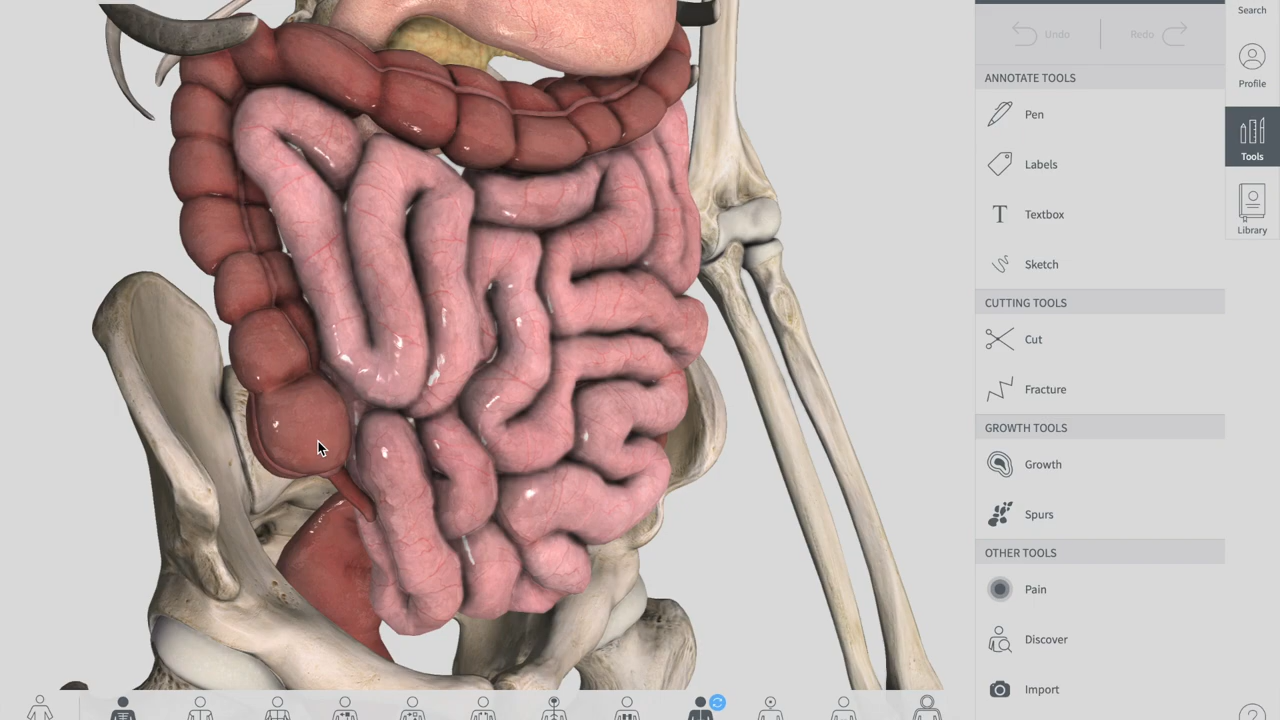 Search
Undo
Redo
ANNOTATE TOOLS
Profile
Pen
Tools
Labels
Textbox
Library
Sketch
CUTTING TOOLS
Cut
Fracture
GROWTH TOOLS
Growth
Spurs
OTHER TOOLS
Pain
Discover
Import